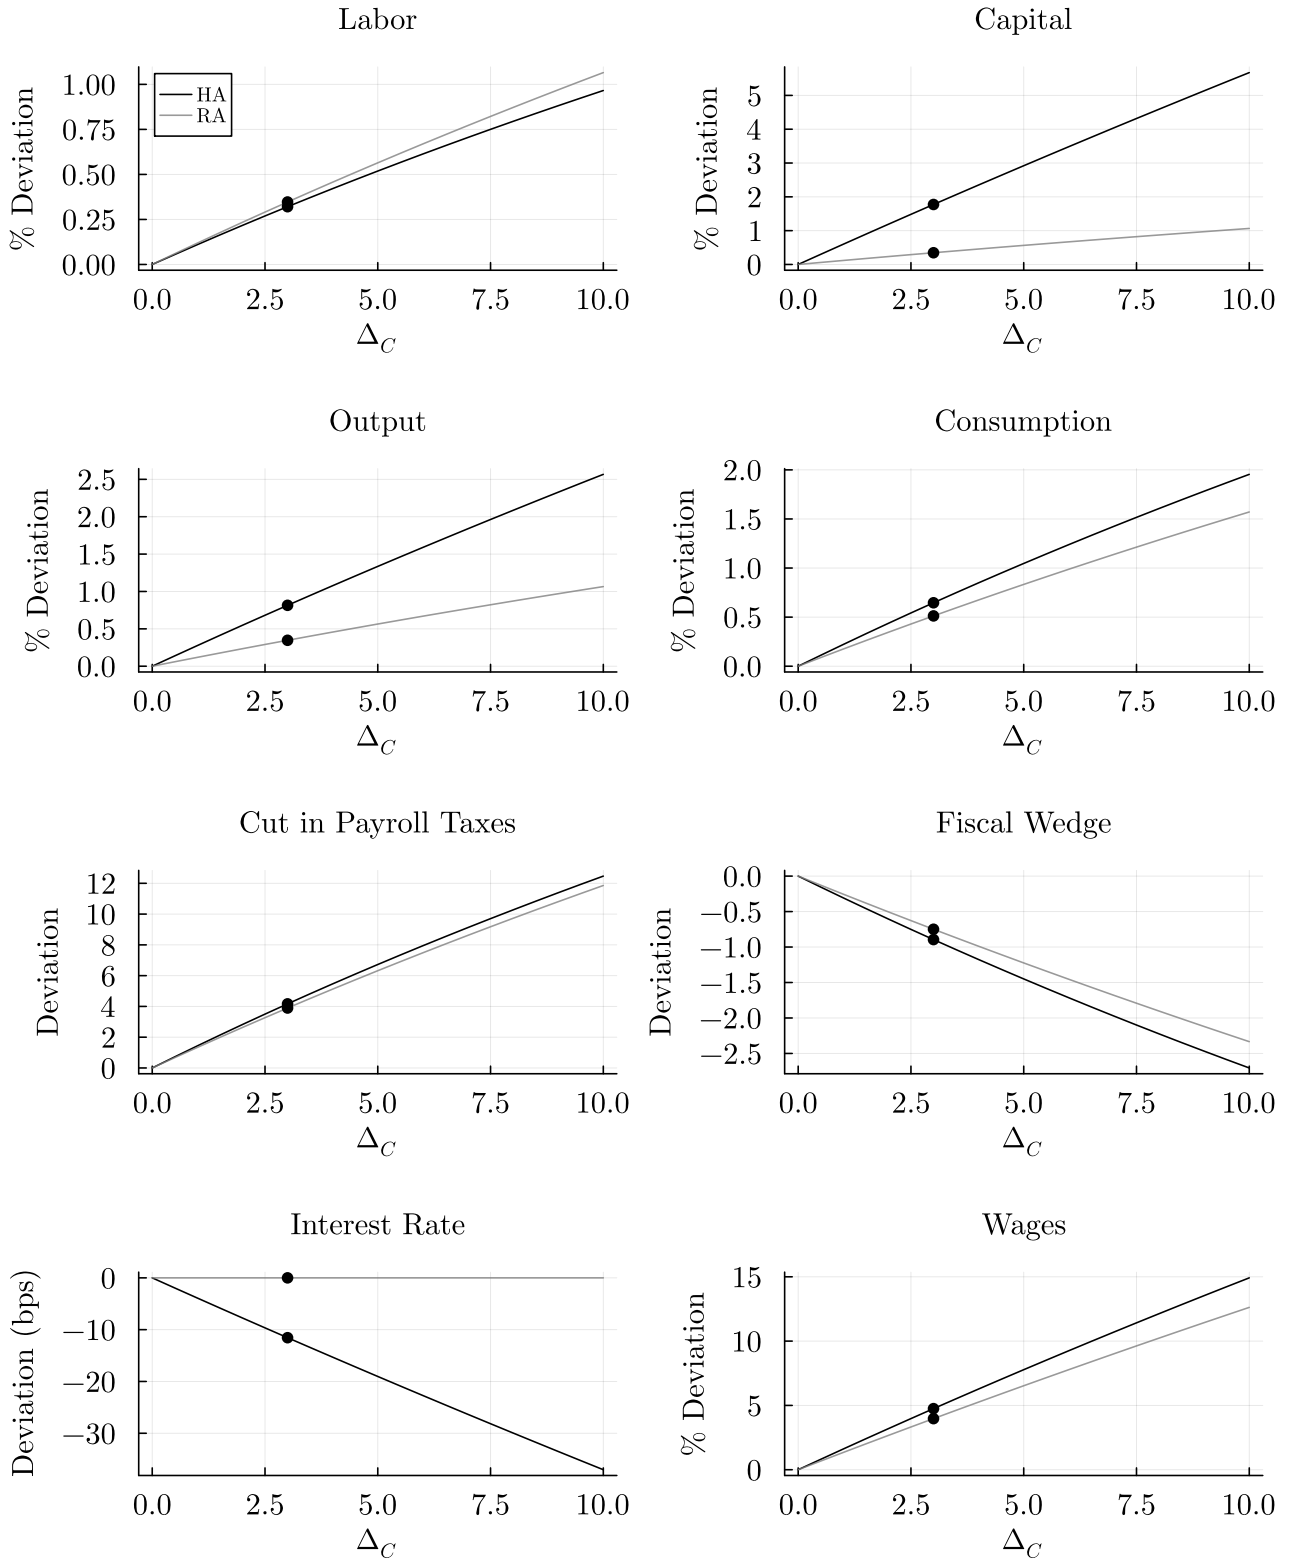 Labor
% Deviation
1.00
0.75
0.50
0.25
0.00
HA
RA
0.0 2.5 5.0 7.5 10.0
Δ_C
Capital
% Deviation
5
4
3
2
1
0
0.0 2.5 5.0 7.5 10.0
Δ_C
Output
% Deviation
2.5
2.0
1.5
1.0
0.5
0.0
0.0 2.5 5.0 7.5 10.0
Δ_C
Consumption
% Deviation
2.0
1.5
1.0
0.5
0.0
0.0 2.5 5.0 7.5 10.0
Δ_C
Cut in Payroll Taxes
Deviation
12
10
8
6
4
2
0
0.0 2.5 5.0 7.5 10.0
Δ_C
Fiscal Wedge
Deviation
0.0
−0.5
−1.0
−1.5
−2.0
−2.5
0.0 2.5 5.0 7.5 10.0
Δ_C
Interest Rate
Deviation (bps)
0
−10
−20
−30
0.0 2.5 5.0 7.5 10.0
Δ_C
Wages
% Deviation
15
10
5
0
0.0 2.5 5.0 7.5 10.0
Δ_C